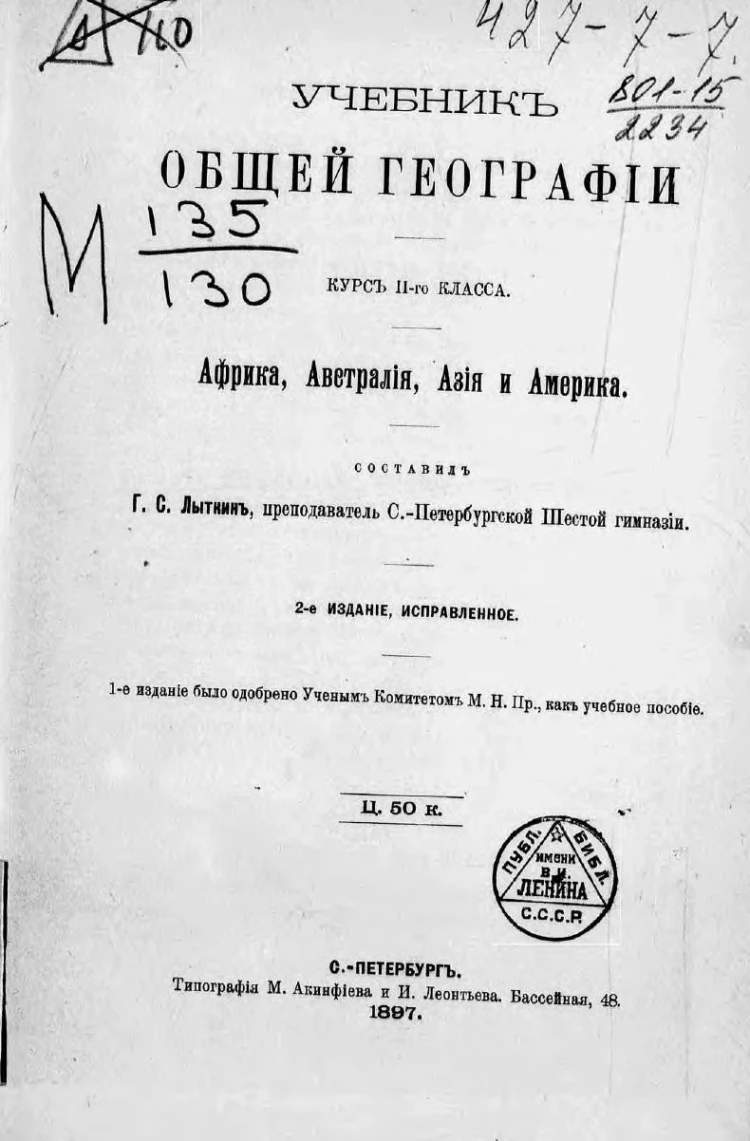 427-7-7.
УЧЕБНИКЪ
801-15
2234
ОБЩЕЙ ГЕОГРАФІИ
М 135
130
КУРСЪ II-го КЛАССА.
Африка, Австралія, Азія и Америка.
СОСТАВИЛЪ
Г. С. Лыткинъ, преподаватель С.-Петербургской Шестой гимназіи.
2-е ИЗДАНІЕ, ИСПРАВЛЕННОЕ.
1-е изданіе было одобрено Ученымъ Комитетомъ М. Н. Пр., какъ учебное пособіе.
Ц. 50 к.
ПУБЛ. БИБЛ.
ИМЕНИ
В. И.
ЛЕНИНА
С.С.С.Р.
С.-ПЕТЕРБУРГЪ.
Типографія М. Акинфіева и И. Леонтьева. Бассейная, 48.
1897.